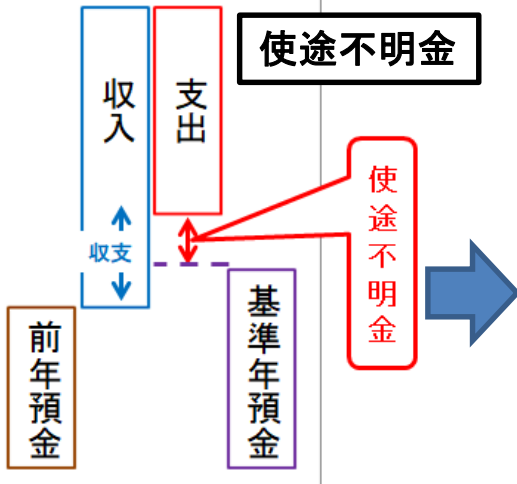 使途不明金
収入
支出
使途不明金
収支
前年預金
基準年預金